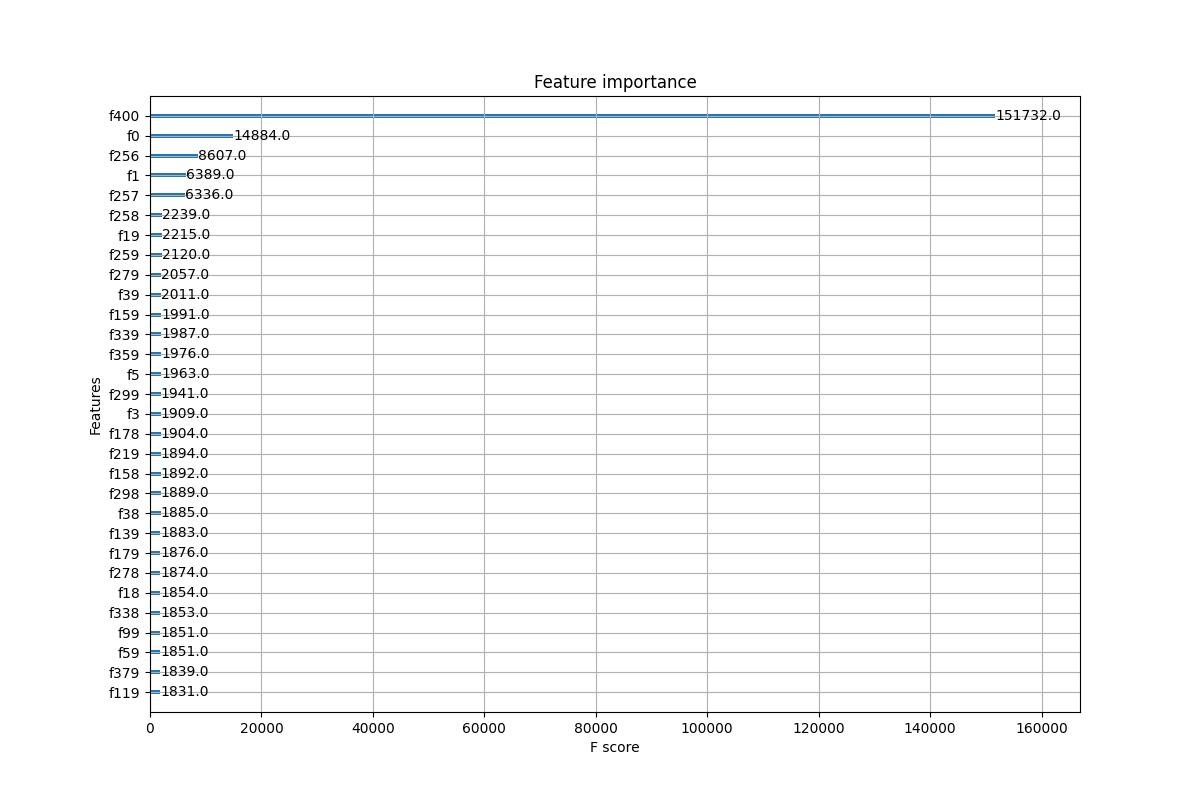 Feature importance
f400 151732.0
f0 14884.0
f256 8607.0
f1 6389.0
f257 6336.0
f258 2239.0
f19 2215.0
f259 2120.0
f279 2057.0
f39 2011.0
f159 1991.0
f339 1987.0
f359 1976.0
f5 1963.0
f299 1941.0
f3 1909.0
f178 1904.0
f219 1894.0
f158 1892.0
f298 1889.0
f38 1885.0
f139 1883.0
f179 1876.0
f278 1874.0
f18 1854.0
f338 1853.0
f99 1851.0
f59 1851.0
f379 1839.0
f119 1831.0
Features
0 20000 40000 60000 80000 100000 120000 140000 160000
F score